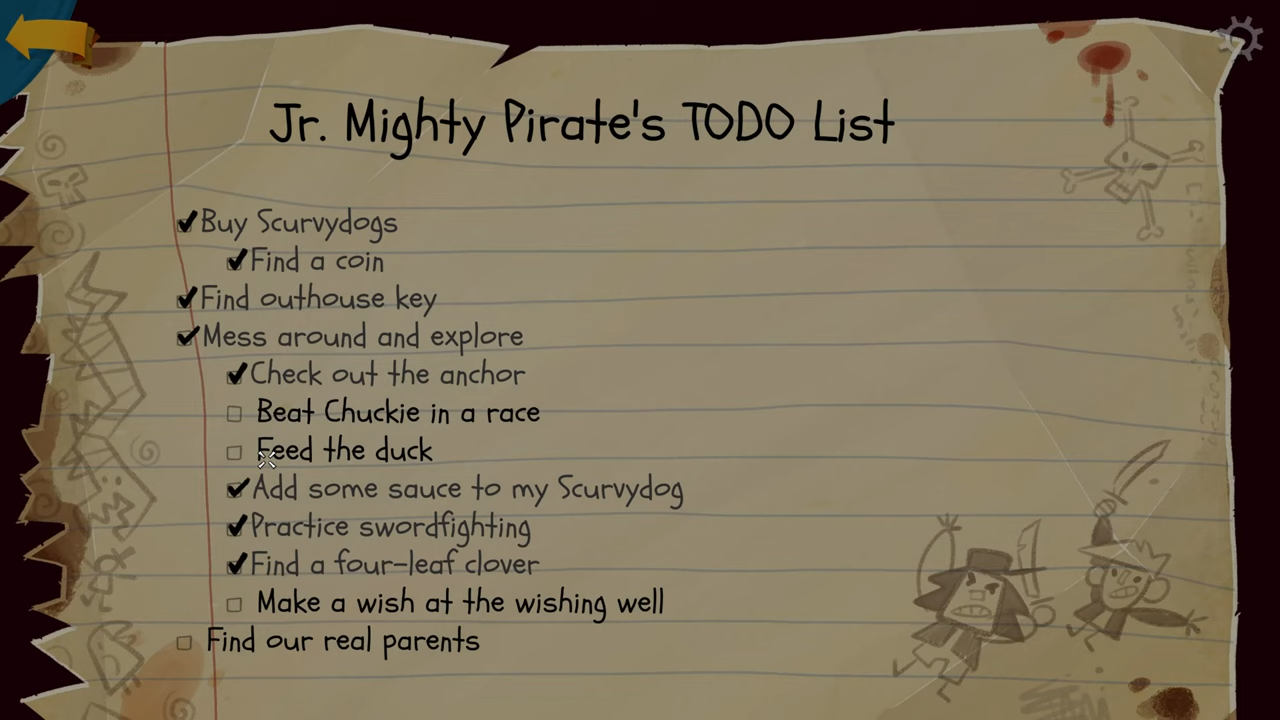 Jr. Mighty Pirate's TODO List
Buy Scurvydogs
Find a coin
Find outhouse key
Mess around and explore
Check out the anchor
Beat Chuckie in a race
Feed the duck
Add some sauce to my Scurvydog
Practice swordfighting
Find a four-leaf clover
Make a wish at the wishing well
Find our real parents